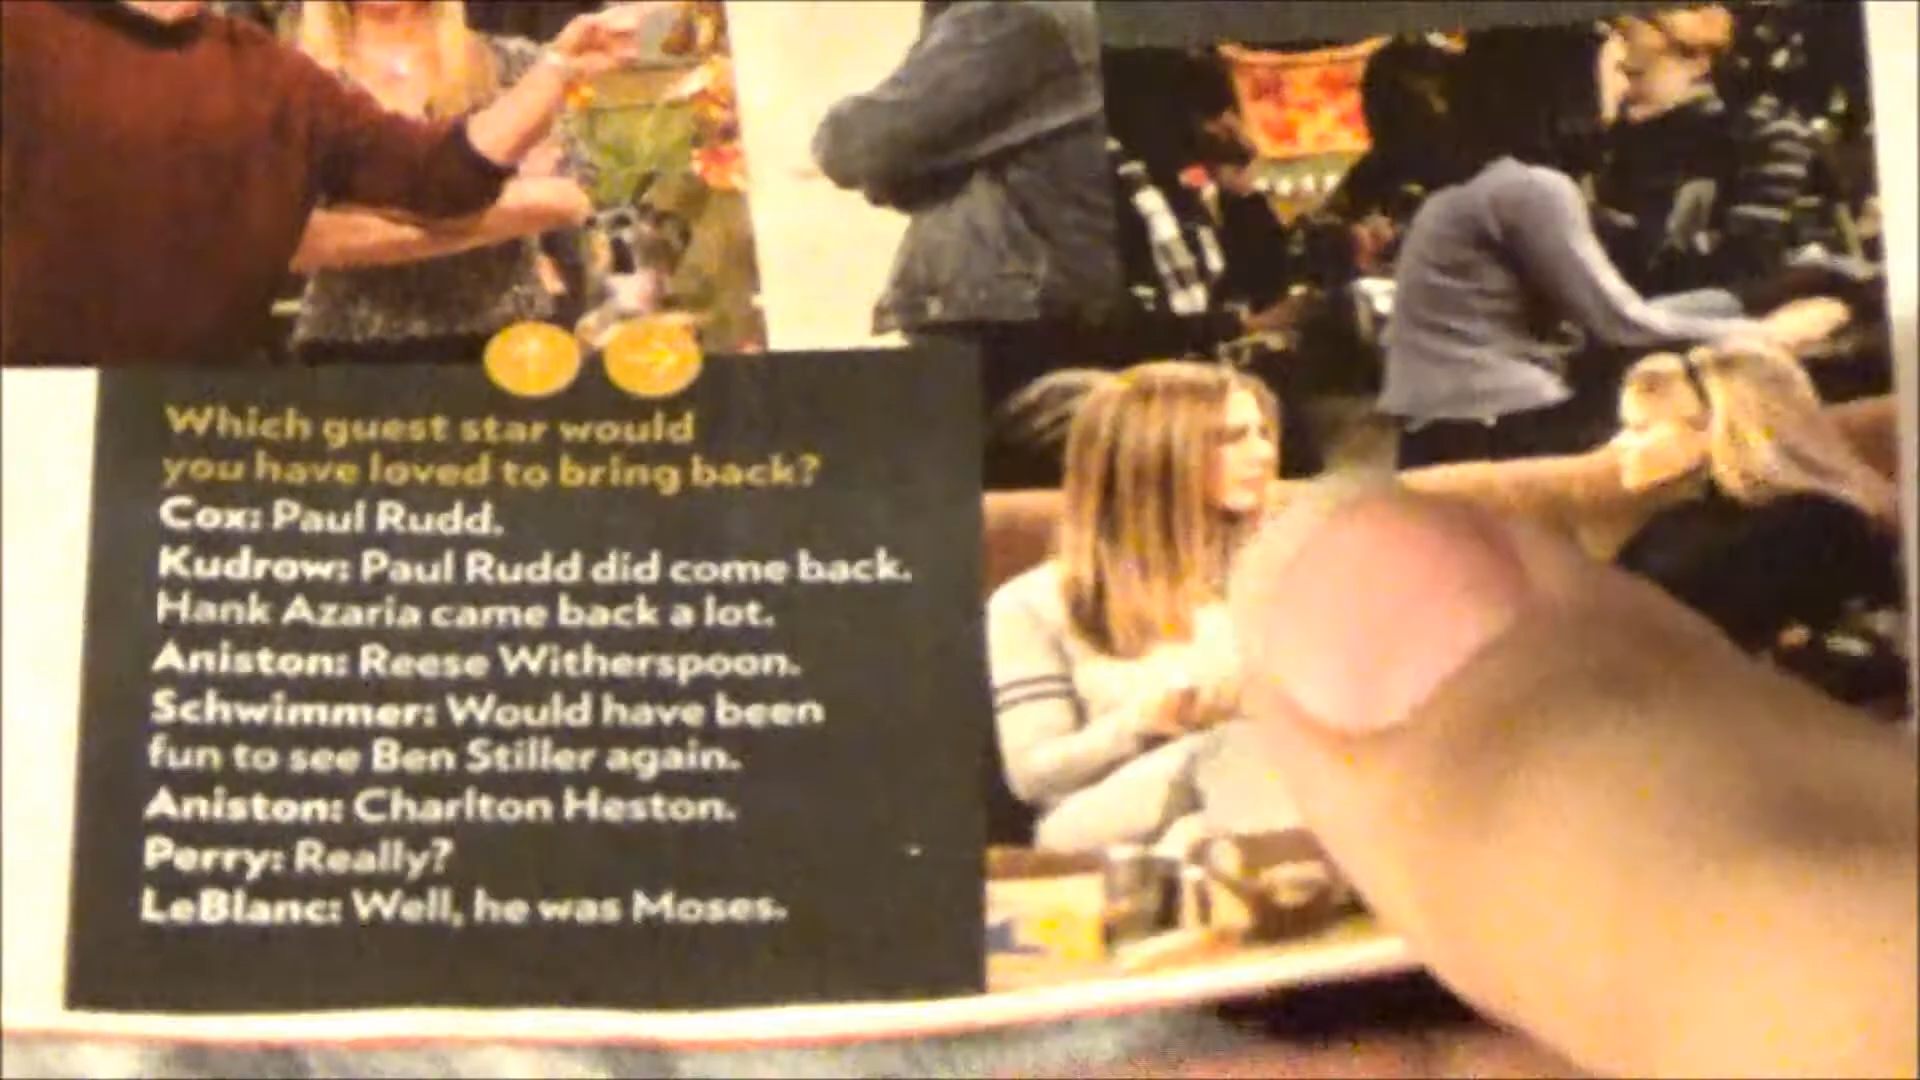 Which guest star would
you have loved to bring back?
Cox: Paul Rudd.
Kudrow: Paul Rudd did come back.
Hank Azaria came back a lot.
Aniston: Reese Witherspoon.
Schwimmer: Would have been
fun to see Ben Stiller again.
Aniston: Charlton Heston.
Perry: Really?
LeBlanc: Well, he was Moses.